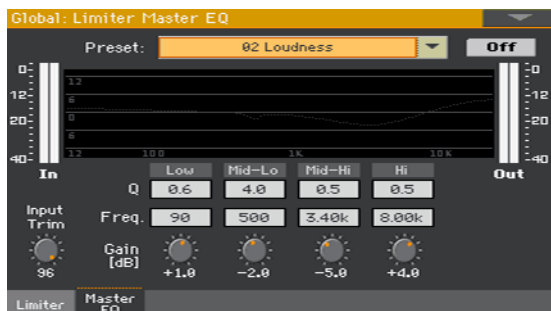 Global: Limiter Master EQ
Preset: 02 Loudness Off
0 12 0
12 6 12
20 0 20
6
40 12 100 1K 10K 40
In Low Mid-Lo Mid-Hi Hi Out
Q 0.6 4.0 0.5 0.5
Input Trim Freq. 90 500 3.40k 8.00k
Gain [dB]
96 +1.0 -2.0 -5.0 +4.0
Limiter Master EQ